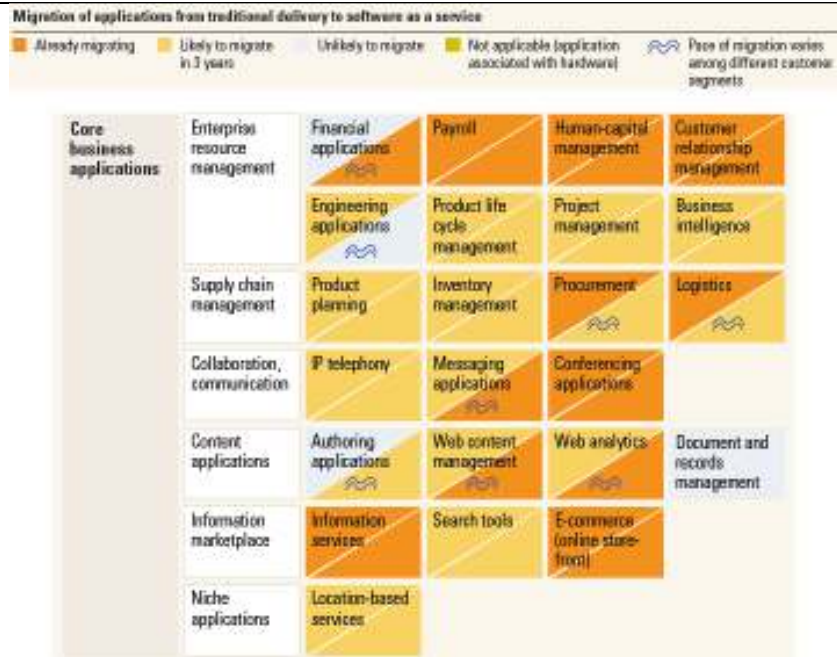 Migration of applications from traditional delivery to software as a service
Already migrating
Likely to migrate
in 3 years
Unlikely to migrate
Not applicable (application
associated with hardware)
Pace of migration varies
among different customer
segments
Core
business
applications
Enterprise
resource
management
Financial
applications
Payroll
Human-capital
management
Customer
relationship
management
Engineering
applications
Product life
cycle
management
Project
management
Business
intelligence
Supply chain
management
Product
planning
Inventory
management
Procurement
Logistics
Collaboration,
communication
IP telephony
Messaging
applications
Conferencing
applications
Content
applications
Authoring
applications
Web content
management
Web analytics
Document and
records
management
Information
marketplace
Information
services
Search tools
E-commerce
(online store-
front)
Niche
applications
Location-based
services